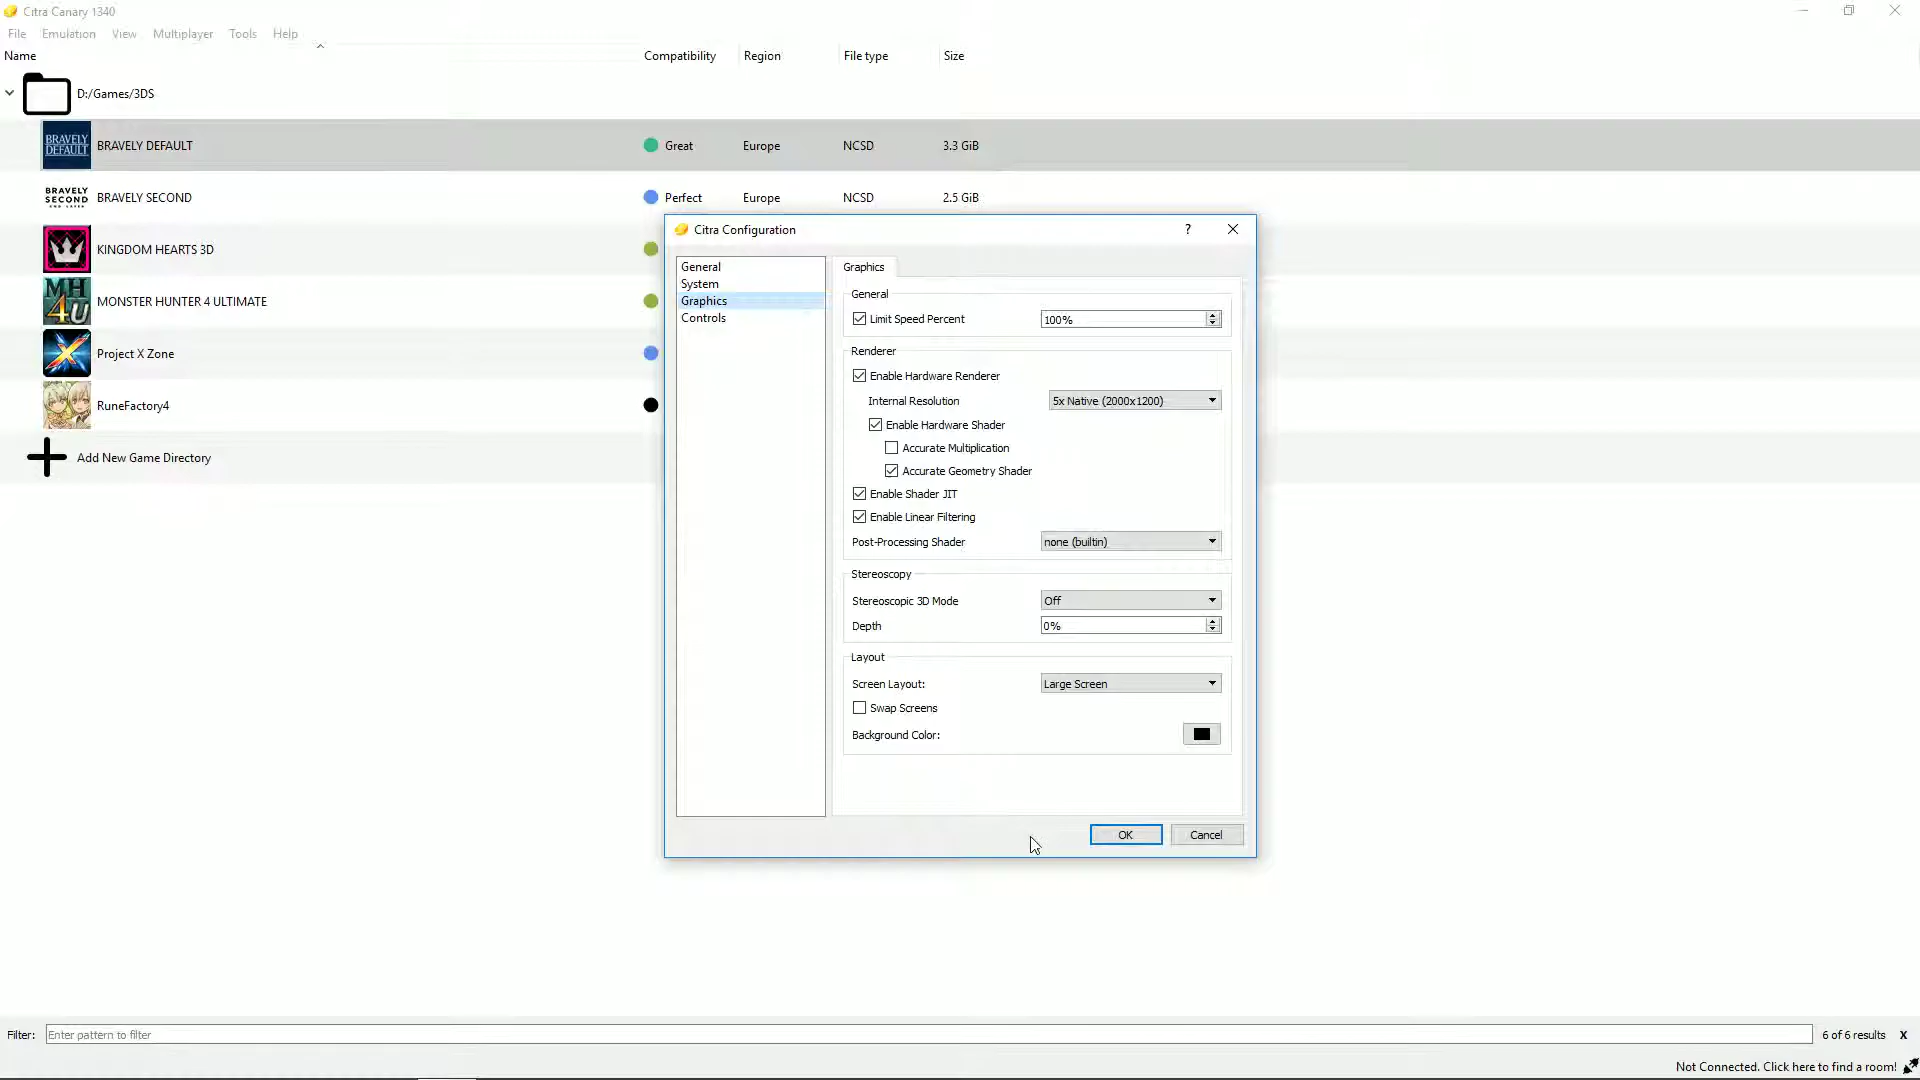 Citra Canary 1340
File Emulation View Multiplayer Tools Help
Name Compatibility Region File type Size
D:/Games/3DS
BRAVELY DEFAULT BRAVELY DEFAULT Great Europe NCSD 3.3 GiB
BRAVELY SECOND BRAVELY SECOND Perfect Europe NCSD 2.5 GiB
KINGDOM HEARTS 3D
MH4U MONSTER HUNTER 4 ULTIMATE
X Project X Zone
RuneFactory4
Add New Game Directory
Citra Configuration ?
General
System
Graphics
Controls
Graphics
General
Limit Speed Percent 100%
Renderer
Enable Hardware Renderer
Internal Resolution 5x Native (2000x1200)
Enable Hardware Shader
Accurate Multiplication
Accurate Geometry Shader
Enable Shader JIT
Enable Linear Filtering
Post-Processing Shader none (builtin)
Stereoscopy
Stereoscopic 3D Mode Off
Depth 0%
Layout
Screen Layout: Large Screen
Swap Screens
Background Color:
OK Cancel
Filter: Enter pattern to filter 6 of 6 results X
Not Connected. Click here to find a room!